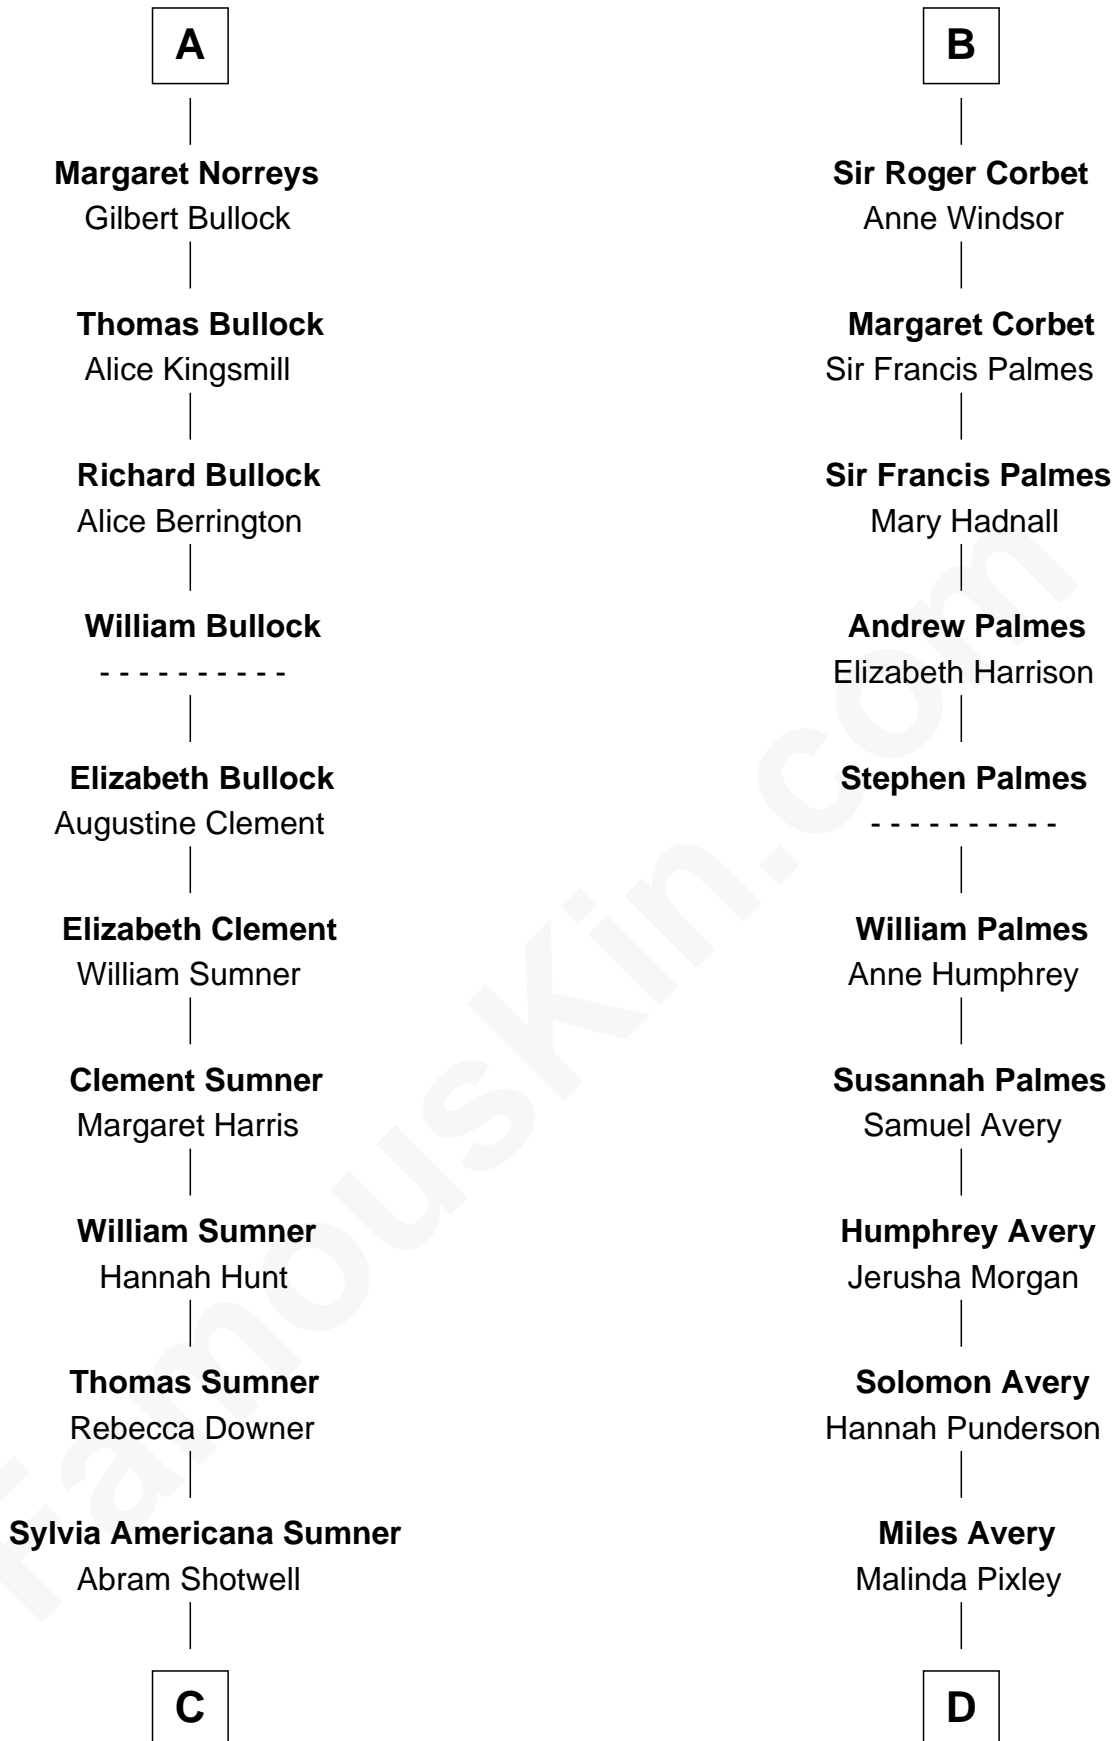 A
Margaret Norreys
Gilbert Bullock
Thomas Bullock
Alice Kingsmill
Richard Bullock
Alice Berrington
William Bullock
- - - - - - - - - -
Elizabeth Bullock
Augustine Clement
Elizabeth Clement
William Sumner
Clement Sumner
Margaret Harris
William Sumner
Hannah Hunt
Thomas Sumner
Rebecca Downer
Sylvia Americana Sumner
Abram Shotwell
C
B
Sir Roger Corbet
Anne Windsor
Margaret Corbet
Sir Francis Palmes
Sir Francis Palmes
Mary Hadnall
Andrew Palmes
Elizabeth Harrison
Stephen Palmes
- - - - - - - - - -
William Palmes
Anne Humphrey
Susannah Palmes
Samuel Avery
Humphrey Avery
Jerusha Morgan
Solomon Avery
Hannah Punderson
Miles Avery
Malinda Pixley
D
FamousKin.com